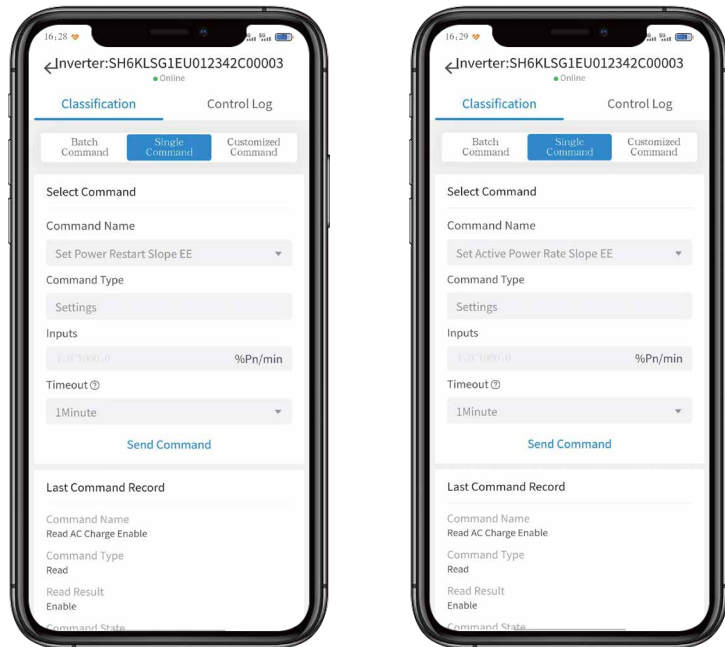 16:28
Inverter:SH6KLSG1EU012342C00003
Online
Classification Control Log
Batch Command Single Command Customized Command
Select Command
Command Name
Set Power Restart Slope EE
Command Type
Settings
Inputs
%Pn/min
Timeout
1Minute
Send Command
Last Command Record
Command Name
Read AC Charge Enable
Command Type
Read
Read Result
Enable
Command State
16:29
Inverter:SH6KLSG1EU012342C00003
Online
Classification Control Log
Batch Command Single Command Customized Command
Select Command
Command Name
Set Active Power Rate Slope EE
Command Type
Settings
Inputs
%Pn/min
Timeout
1Minute
Send Command
Last Command Record
Command Name
Read AC Charge Enable
Command Type
Read
Read Result
Enable
Command State